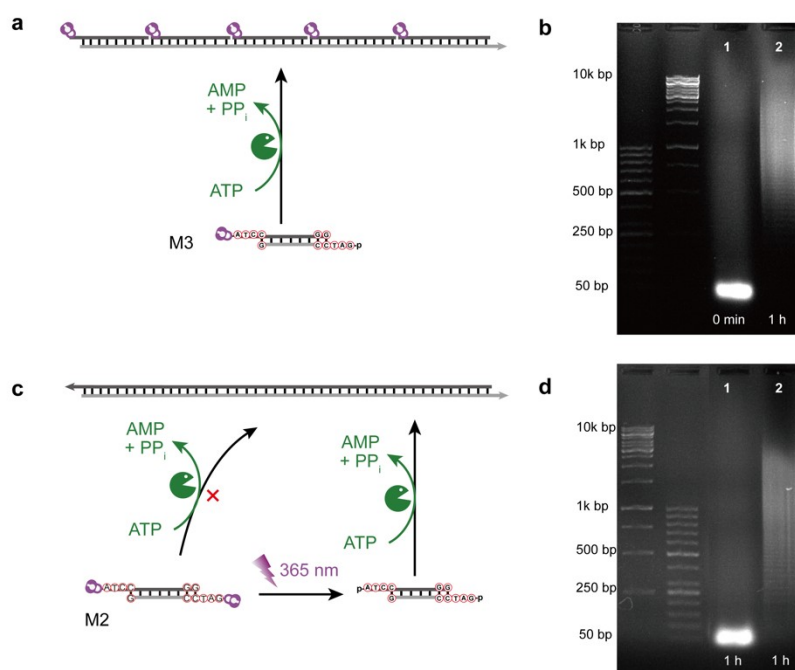 a
AMP
+ PPi
ATP
M3
ATCC
GG
G
CCTAG-p
b
1
2
10k bp
1k bp
500 bp
250 bp
50 bp
0 min
1 h
c
AMP
+ PPi
ATP
AMP
+ PPi
ATP
365 nm
ATCC
GG
G
CCTAG
M2
p-ATCC
GG
G
CCTAG-p
d
1
2
10k bp
1k bp
500 bp
250 bp
50 bp
1 h
1 h